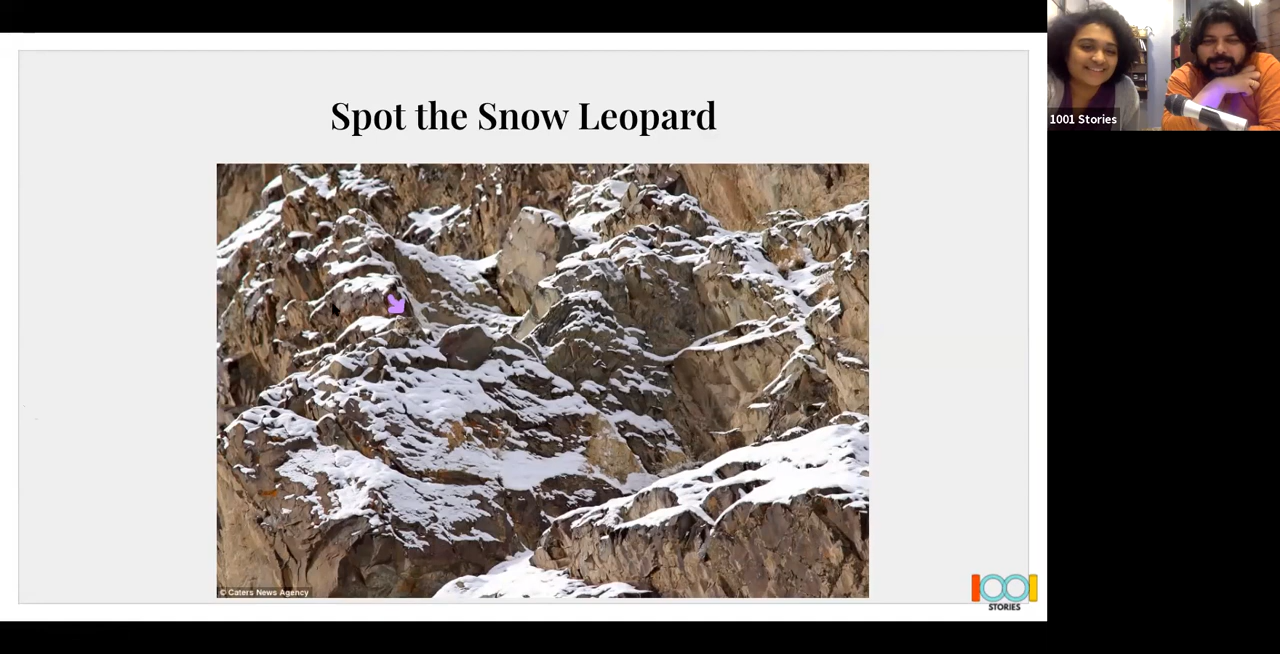 Spot the Snow Leopard
1001 Stories
© Caters News Agency
1001
STORIES